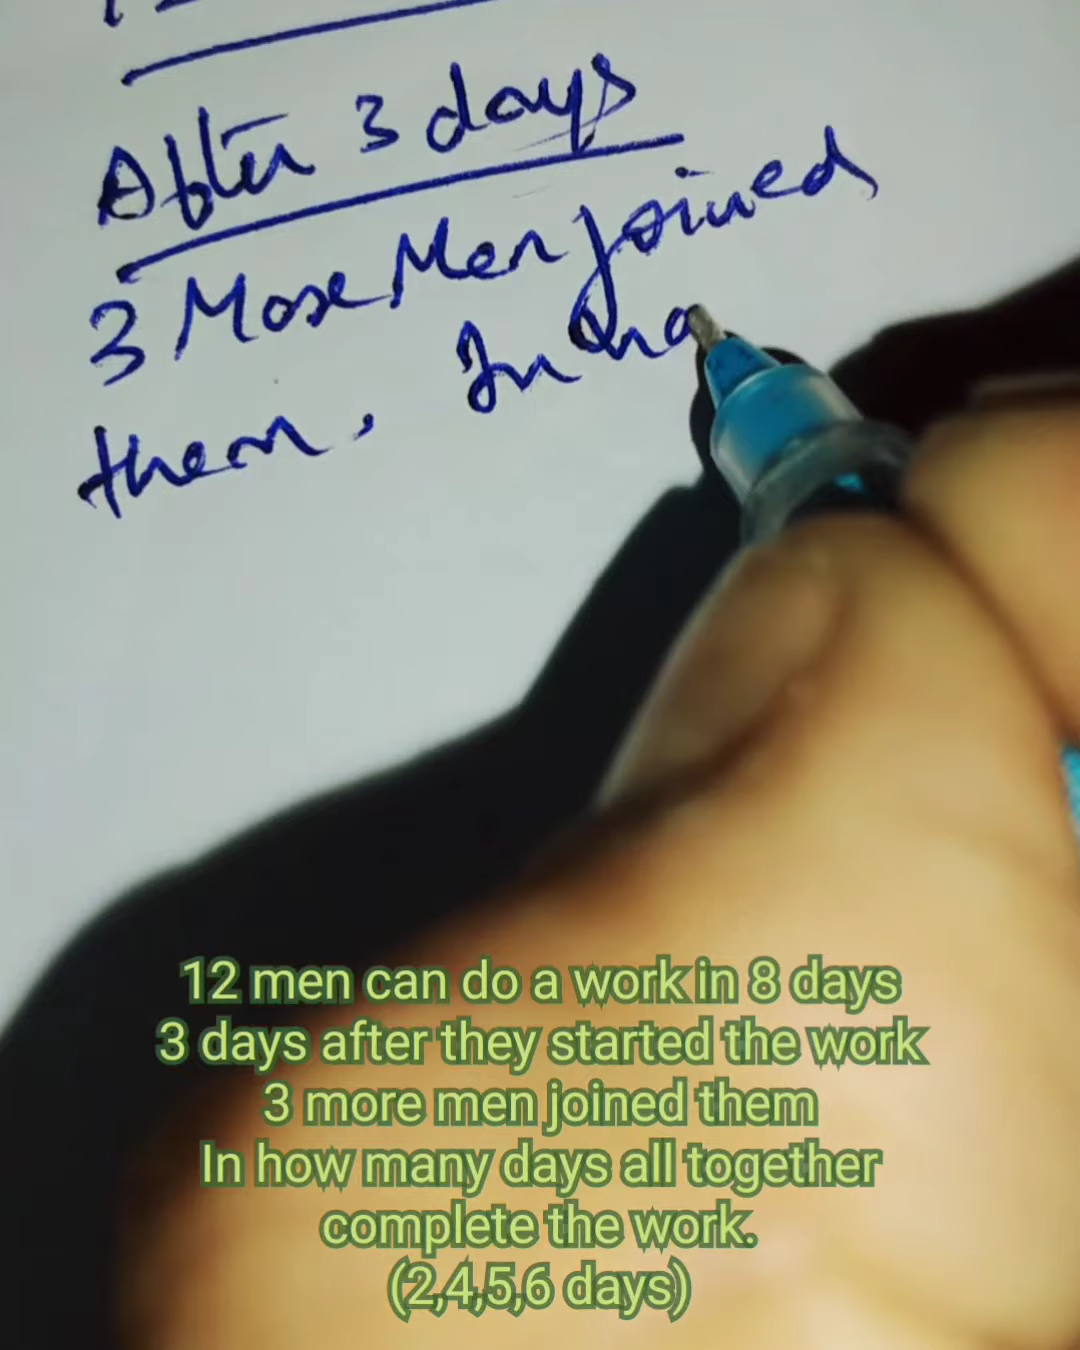 After 3 days
3 More Men joined
them. In
12 men can do a work in 8 days
3 days after they started the work
3 more men joined them
In how many days all together
complete the work.
(2,4,5,6 days)